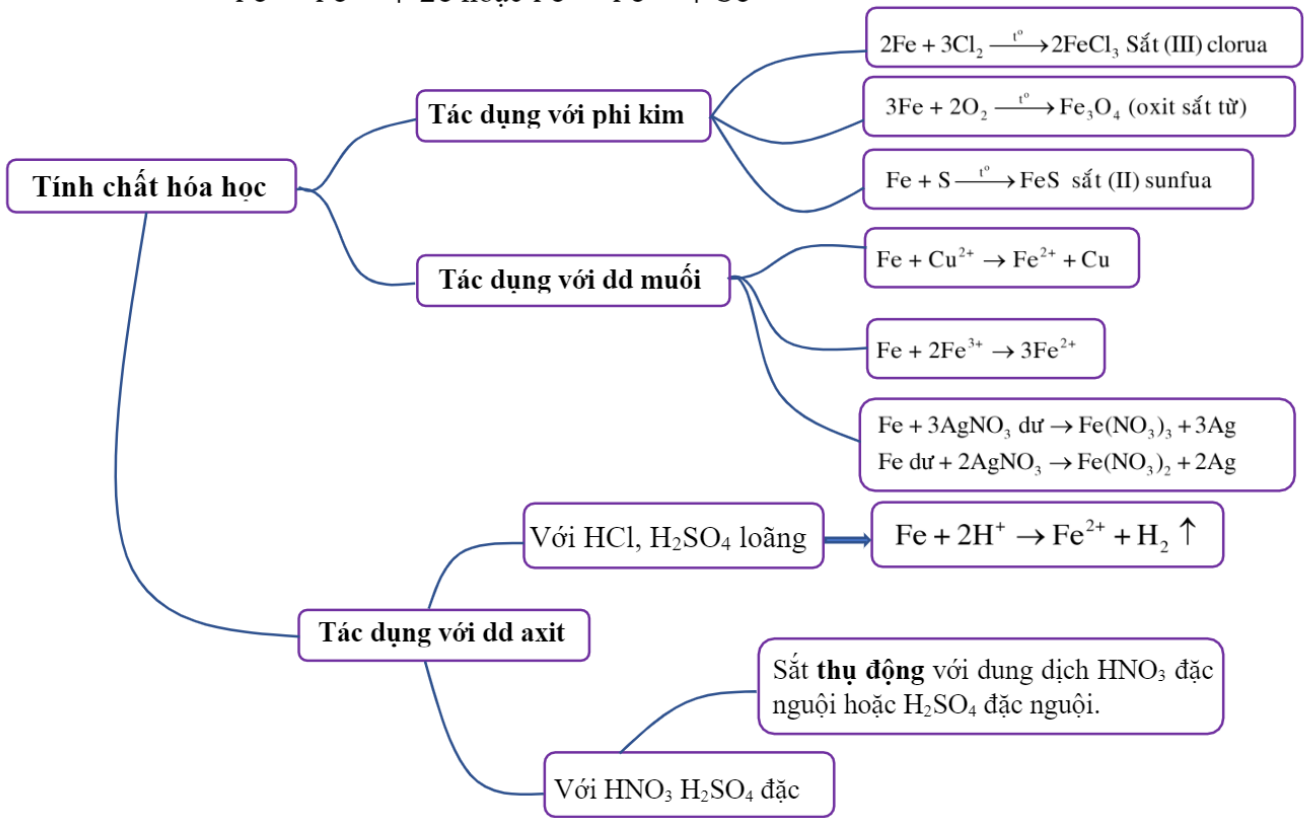 Tính chất hóa học
Tác dụng với phi kim
2Fe + 3Cl₂ —t°→ 2FeCl₃ Sắt (III) clorua
3Fe + 2O₂ —t°→ Fe₃O₄ (oxit sắt từ)
Fe + S —t°→ FeS sắt (II) sunfua
Tác dụng với dd muối
Fe + Cu²⁺ → Fe²⁺ + Cu
Fe + 2Fe³⁺ → 3Fe²⁺
Fe + 3AgNO₃ dư → Fe(NO₃)₃ + 3Ag
Fe dư + 2AgNO₃ → Fe(NO₃)₂ + 2Ag
Tác dụng với dd axit
Với HCl, H₂SO₄ loãng
Fe + 2H⁺ → Fe²⁺ + H₂ ↑
Với HNO₃ H₂SO₄ đặc
Sắt thụ động với dung dịch HNO₃ đặc
nguội hoặc H₂SO₄ đặc nguội.